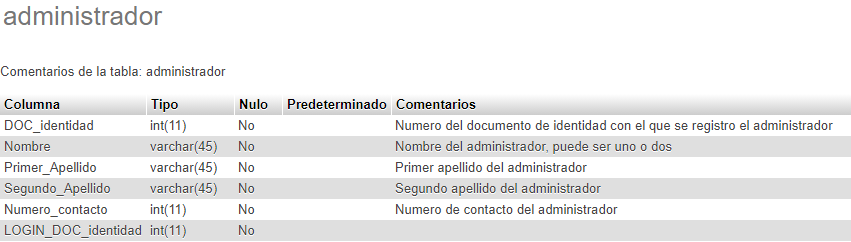 administrador
Comentarios de la tabla: administrador
Columna Tipo Nulo Predeterminado Comentarios
DOC_identidad int(11) No Numero del documento de identidad con el que se registro el administrador
Nombre varchar(45) No Nombre del administrador, puede ser uno o dos
Primer_Apellido varchar(45) No Primer apellido del administrador
Segundo_Apellido varchar(45) No Segundo apellido del administrador
Numero_contacto int(11) No Numero de contacto del administrador
LOGIN_DOC_identidad int(11) No